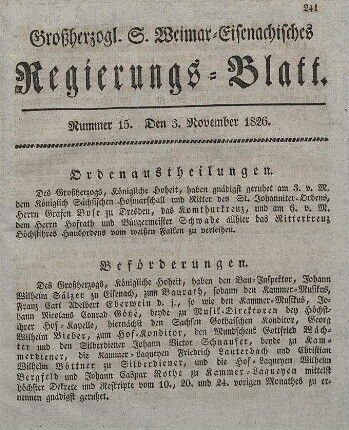 241
Großherzogl. S. Weimar-Eisenachisches
Regierungs-Blatt.
Nummer 15. Den 3. November 1826.
Ordenaustheilungen.
Des Großherzogs, Königliche Hoheit, haben gnädigst geruhet am 3. v. M.
dem Königlich Sächsischen Hofmarschall und Ritter des St. Johanniter-Ordens,
Herrn Grafen Bose zu Dresden, das Komthurkreuz, und am 6. v. M.
dem Herrn Hofrath und Bürgermeister Schwabe allhier das Ritterkreuz
Höchstihres Hausordens vom weißen Falken zu verleihen.
Beförderungen.
Des Großherzogs, Königliche Hoheit, haben den Bau-Inspektor, Johann
Wilhelm Sälzer zu Eisenach, zum Baurath, sodann den Kammer-Musikus,
Franz Carl Adelbert Eberwein d. j., so wie den Kammer-Musikus, Jo-
hann Nicolaus Conrad Götze, beyde zu Musik-Direktoren bey Höchst-
ihrer Hof-Kapelle, hiernächst den Sachsen Gothaischen Konditor, Georg
Wilhelm Bieber, zum Hof-Konditor, den Mundschenk Gottfried Wäch-
ter und den Silberdiener Johann Victor Schnaufer, beyde zu Kam-
merdiener, die Kammer-Laqueyen Friedrich Lauterbach und Christian
Wilhelm Böttner zu Silberdiener, und die Hof-Laqueyen Wilhelm
Bergfeld und Johann Caspar Rothe zu Kammer-Laqueyen mittelst
höchster Dekrete und Reskripte vom 10., 20. und 24. vorigen Monathes zu er-
nennen gnädigst geruhet.